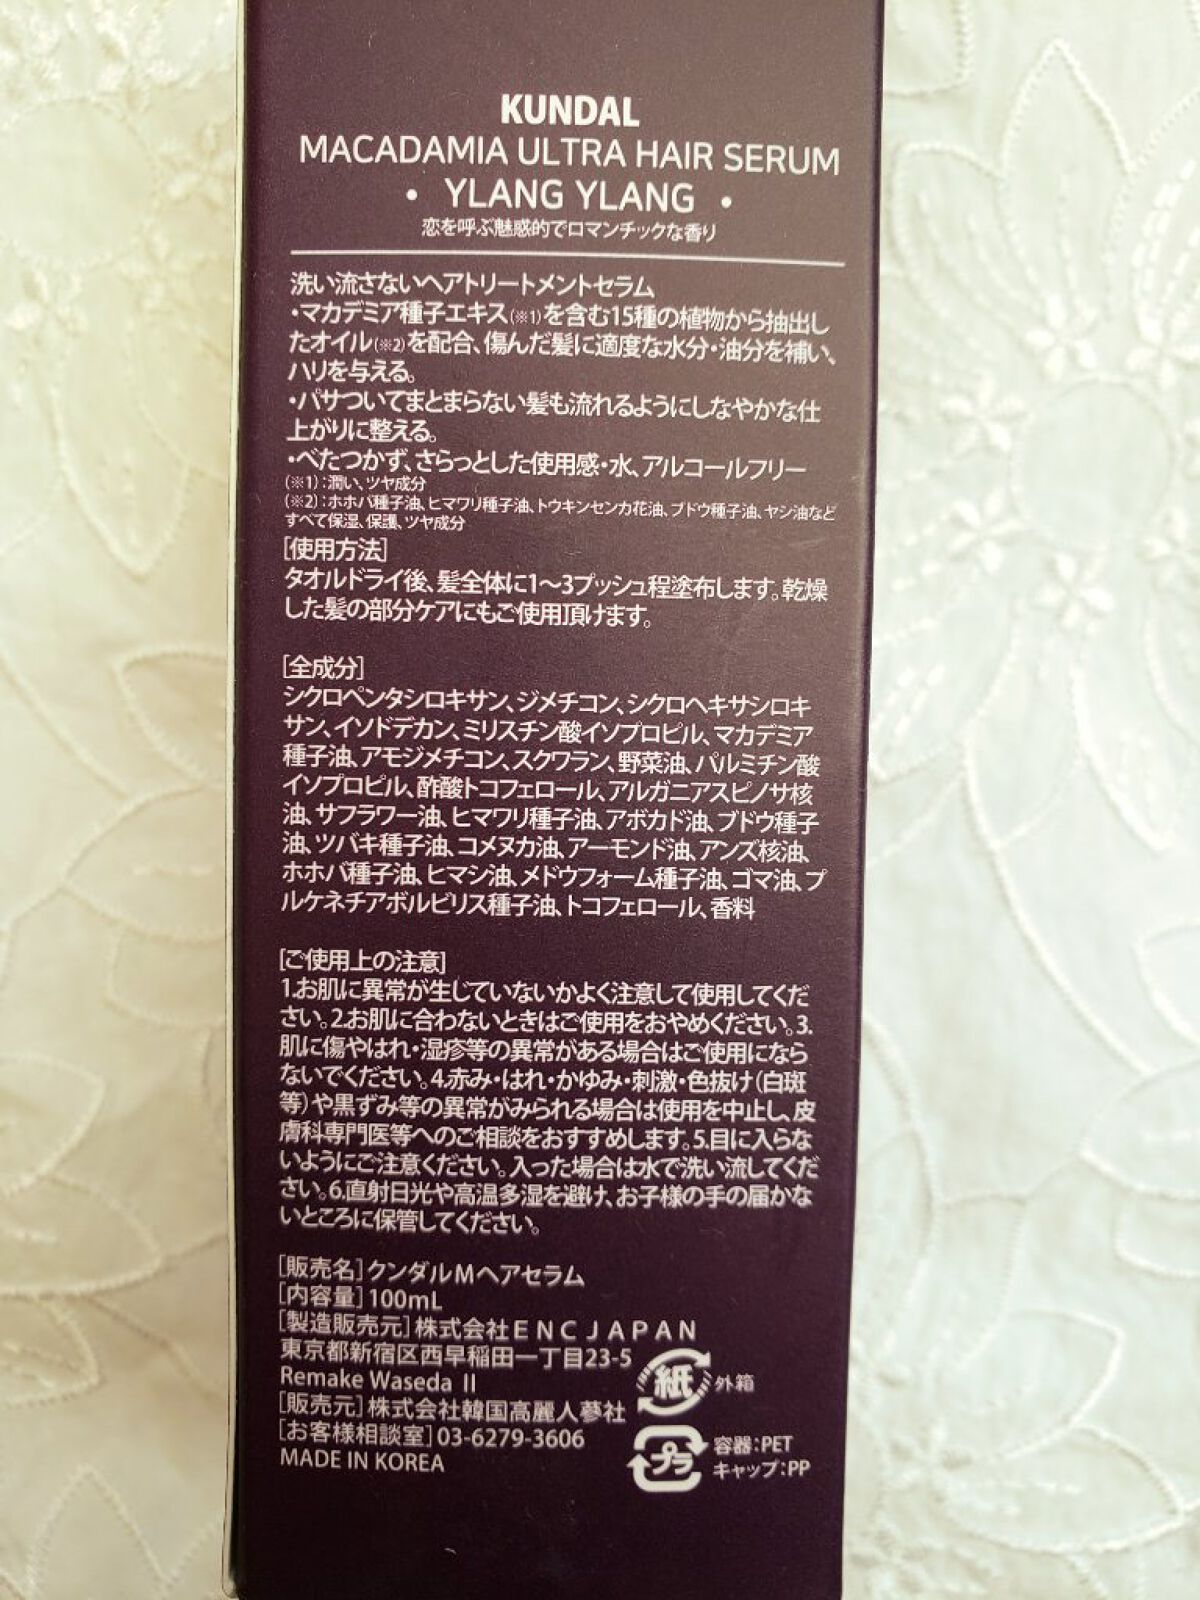 KUNDAL
MACADAMIA ULTRA HAIR SERUM
・ YLANG YLANG ・
恋を呼ぶ魅惑的でロマンチックな香り
洗い流さないヘアトリートメントセラム
・マカデミア種子エキス(※1)を含む15種の植物から抽出し
たオイル(※2)を配合、傷んだ髪に適度な水分・油分を補い、
ハリを与える。
・パサついてまとまらない髪も流れるようにしなやかな仕
上がりに整える。
・べたつかず、さらっとした使用感・水、アルコールフリー
(※1):潤い、ツヤ成分
(※2):ホホバ種子油、ヒマワリ種子油、トウキンセンカ花油、ブドウ種子油、ヤシ油など
すべて保湿、保護、ツヤ成分
[使用方法]
タオルドライ後、髪全体に1〜3プッシュ程塗布します。乾燥
した髪の部分ケアにもご使用頂けます。
[全成分]
シクロペンタシロキサン、ジメチコン、シクロヘキサシロキ
サン、イソドデカン、ミリスチン酸イソプロピル、マカデミア
種子油、アモジメチコン、スクワラン、野菜油、パルミチン酸
イソプロピル、酢酸トコフェロール、アルガニアスピノサ核
油、サフラワー油、ヒマワリ種子油、アボカド油、ブドウ種子
油、ツバキ種子油、コメヌカ油、アーモンド油、アンズ核油、
ホホバ種子油、ヒマシ油、メドウフォーム種子油、ゴマ油、プ
ルケネチアボルビリス種子油、トコフェロール、香料
[ご使用上の注意]
1.お肌に異常が生じていないかよく注意して使用してくだ
さい。2.お肌に合わないときはご使用をおやめください。3.
肌に傷やはれ・湿疹等の異常がある場合はご使用になら
ないでください。4.赤み・はれ・かゆみ・刺激・色抜け(白斑
等)や黒ずみ等の異常がみられる場合は使用を中止し、皮
膚科専門医等へのご相談をおすすめします。5.目に入らな
いようにご注意ください。入った場合は水で洗い流してくだ
さい。6.直射日光や高温多湿を避け、お子様の手の届かな
いところに保管してください。
[販売名]クンダルMヘアセラム
[内容量]100mL
[製造販売元]株式会社ENCJAPAN
東京都新宿区西早稲田一丁目23-5
Remake Waseda II
[販売元]株式会社韓国高麗人蔘社
[お客様相談室]03-6279-3606
MADE IN KOREA
紙 外箱
プラ 容器:PET
キャップ:PP